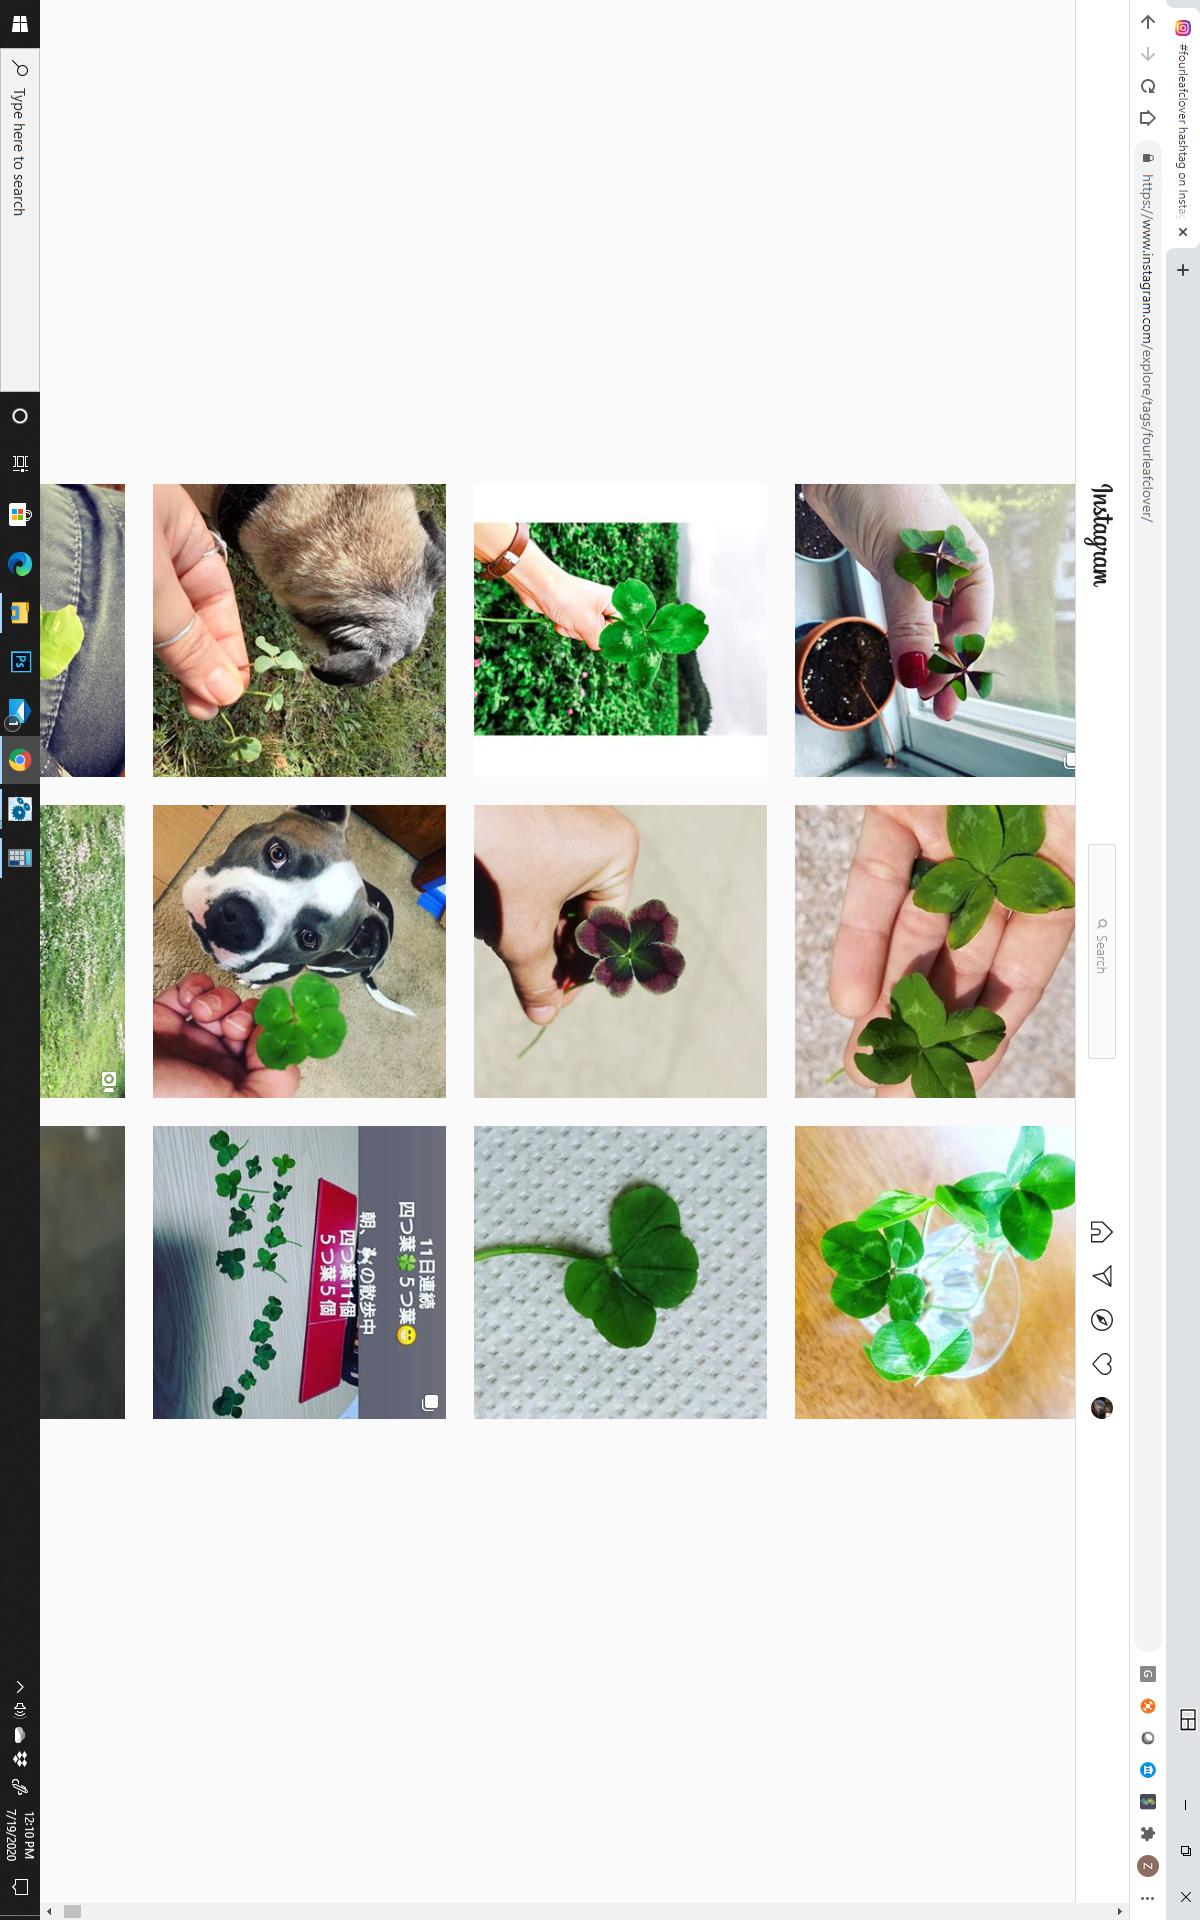 #fourleafclover hashtag on Insta
https://www.instagram.com/explore/tags/fourleafclover/
G
Z
Instagram
Search
11日連続
四つ葉🍀５つ葉😁
朝、の散歩中
四つ葉11個
５つ葉５個
Type here to search
Ps
1
12:10 PM
7/19/2020